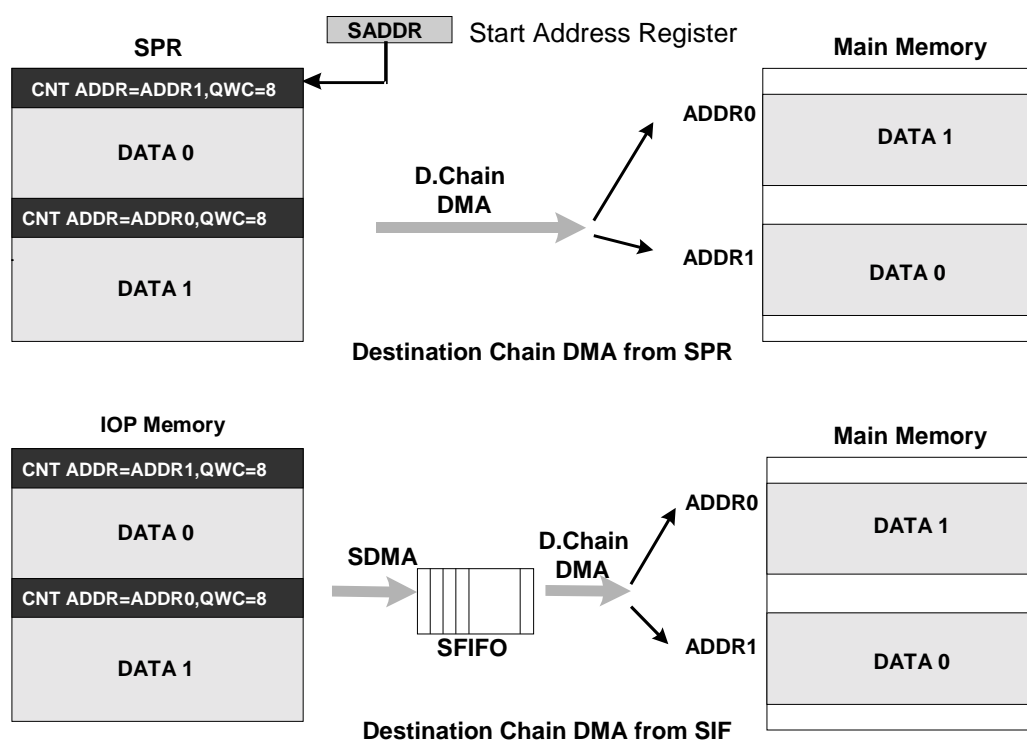 SADDR Start Address Register
SPR
Main Memory
CNT ADDR=ADDR1,QWC=8
DATA 0
CNT ADDR=ADDR0,QWC=8
DATA 1
D.Chain
DMA
ADDR0
ADDR1
DATA 1
DATA 0
Destination Chain DMA from SPR
IOP Memory
Main Memory
CNT ADDR=ADDR1,QWC=8
DATA 0
CNT ADDR=ADDR0,QWC=8
DATA 1
SDMA
SFIFO
D.Chain
DMA
ADDR0
ADDR1
DATA 1
DATA 0
Destination Chain DMA from SIF